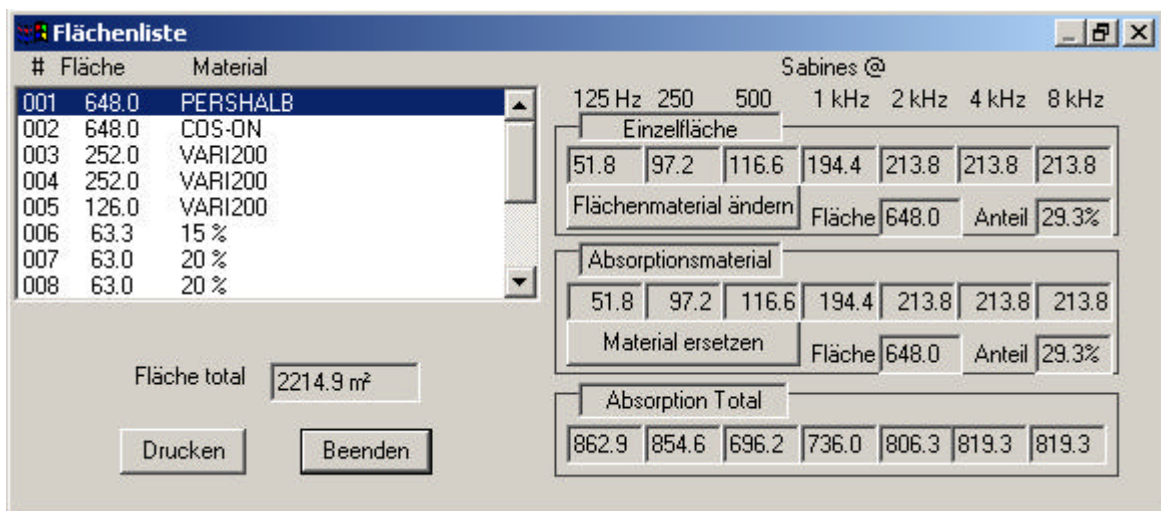 Flächenliste
# Fläche Material
001 648.0 PERSHALB
002 648.0 COS-ON
003 252.0 VARI200
004 252.0 VARI200
005 126.0 VARI200
006 63.3 15 %
007 63.0 20 %
008 63.0 20 %
Fläche total 2214.9 m²
Drucken Beenden
Sabines @
125 Hz 250 500 1 kHz 2 kHz 4 kHz 8 kHz
Einzelfläche
51.8 97.2 116.6 194.4 213.8 213.8 213.8
Flächenmaterial ändern Fläche 648.0 Anteil 29.3%
Absorptionsmaterial
51.8 97.2 116.6 194.4 213.8 213.8 213.8
Material ersetzen Fläche 648.0 Anteil 29.3%
Absorption Total
862.9 854.6 696.2 736.0 806.3 819.3 819.3